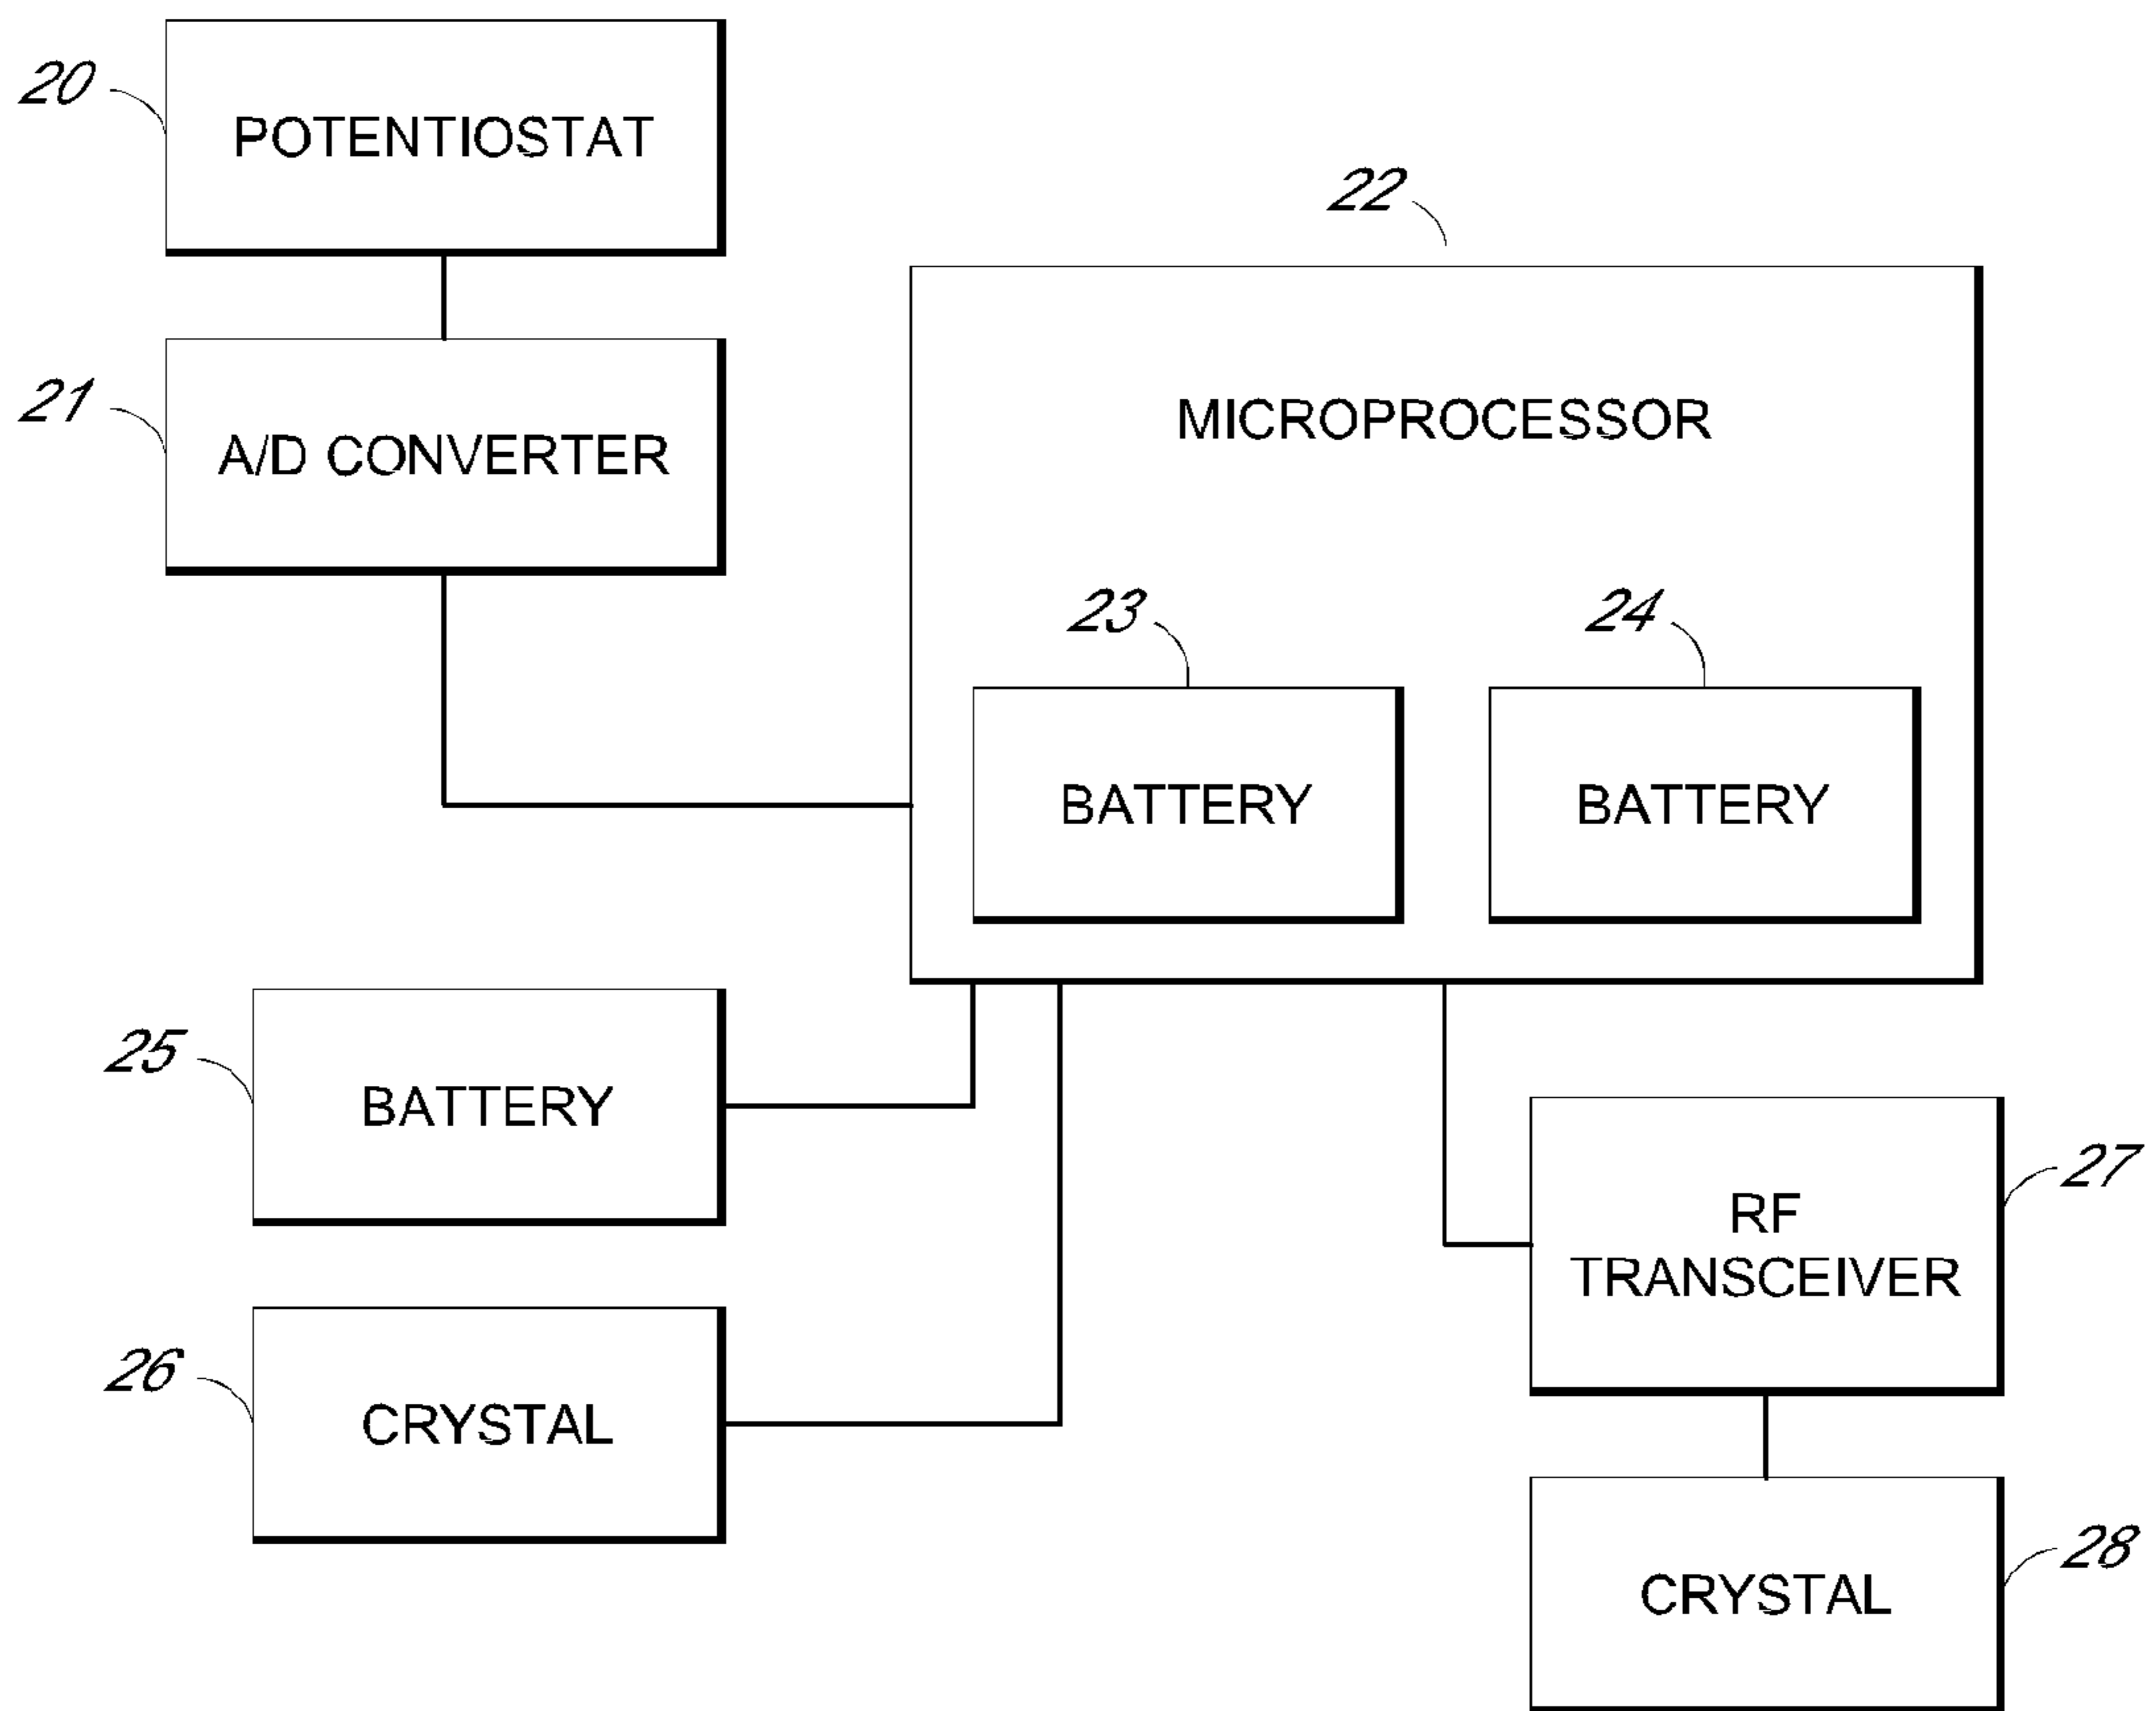 20
POTENTIOSTAT
22
21
A/D CONVERTER
MICROPROCESSOR
23
24
BATTERY
BATTERY
25
BATTERY
27
RF
TRANSCEIVER
26
CRYSTAL
28
CRYSTAL